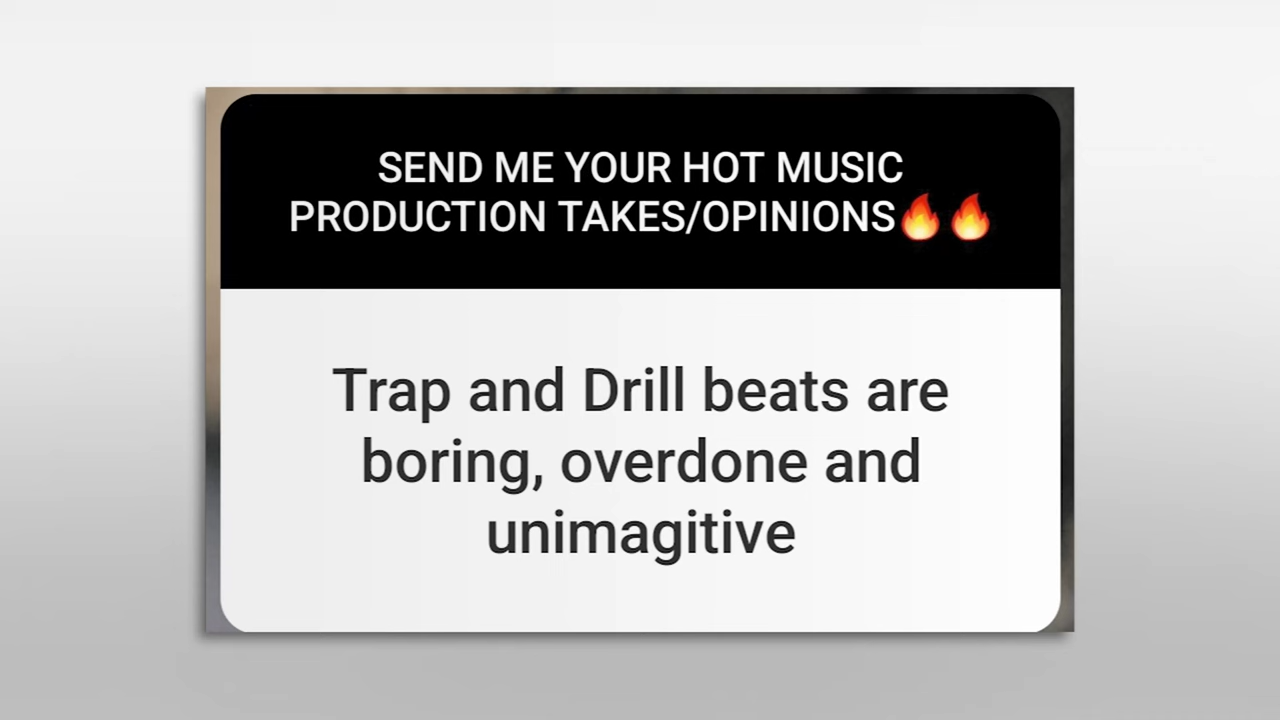 SEND ME YOUR HOT MUSIC
PRODUCTION TAKES/OPINIONS🔥🔥
Trap and Drill beats are
boring, overdone and
unimagitive